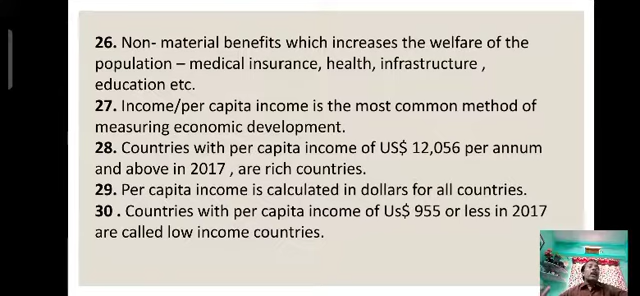 26. Non- material benefits which increases the welfare of the
population – medical insurance, health, infrastructure ,
education etc.
27. Income/per capita income is the most common method of
measuring economic development.
28. Countries with per capita income of US$ 12,056 per annum
and above in 2017 , are rich countries.
29. Per capita income is calculated in dollars for all countries.
30 . Countries with per capita income of Us$ 955 or less in 2017
are called low income countries.